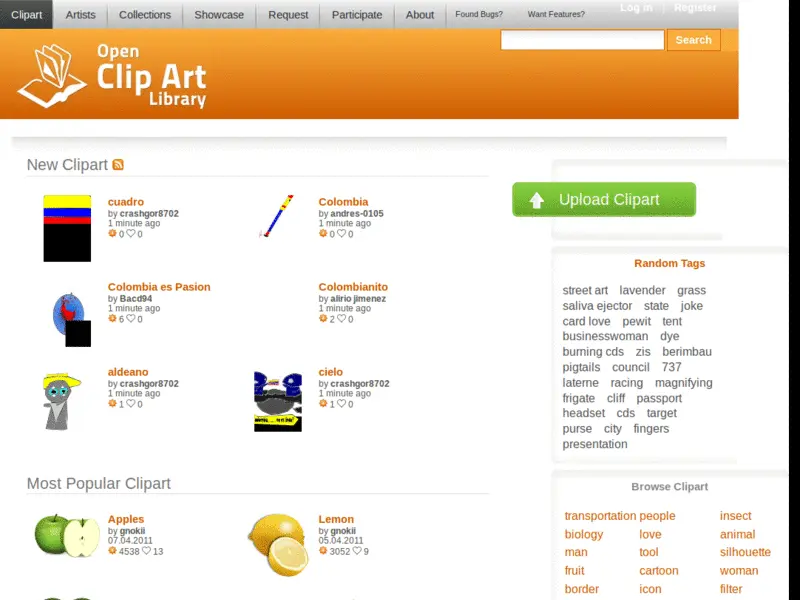 Clipart Artists Collections Showcase Request Participate About Found Bugs? Want Features? Log In | Register
Search
Open
Clip Art
Library
New Clipart
cuadro
by crashgor8702
1 minute ago
0 0
Colombia
by andres-0105
1 minute ago
0 0
Colombia es Pasion
by Bacd94
1 minute ago
6 0
Colombianito
by alirio jimenez
1 minute ago
2 0
aldeano
by crashgor8702
1 minute ago
1 0
cielo
by crashgor8702
1 minute ago
1 0
Most Popular Clipart
Apples
by gnokii
07.04.2011
4538 13
Lemon
by gnokii
05.04.2011
3052 9
Upload Clipart
Random Tags
street art lavender grass
saliva ejector state joke
card love pewit tent
businesswoman dye
burning cds zis berimbau
pigtails council 737
laterne racing magnifying
frigate cliff passport
headset cds target
purse city fingers
presentation
Browse Clipart
transportation people insect
biology love animal
man tool silhouette
fruit cartoon woman
border icon filter